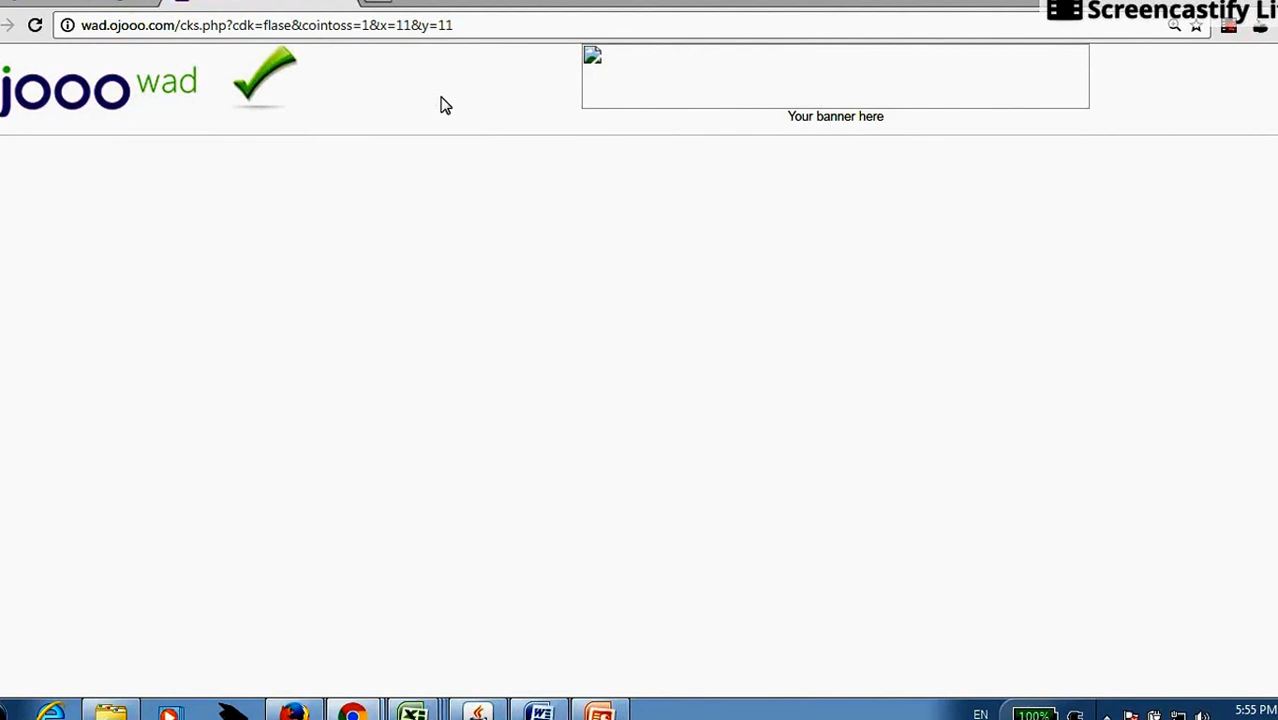 Screencastify Li
wad.ojooo.com/cks.php?cdk=flase&cointoss=1&x=11&y=11
jooo wad
Your banner here
EN
100%
5:55 PM